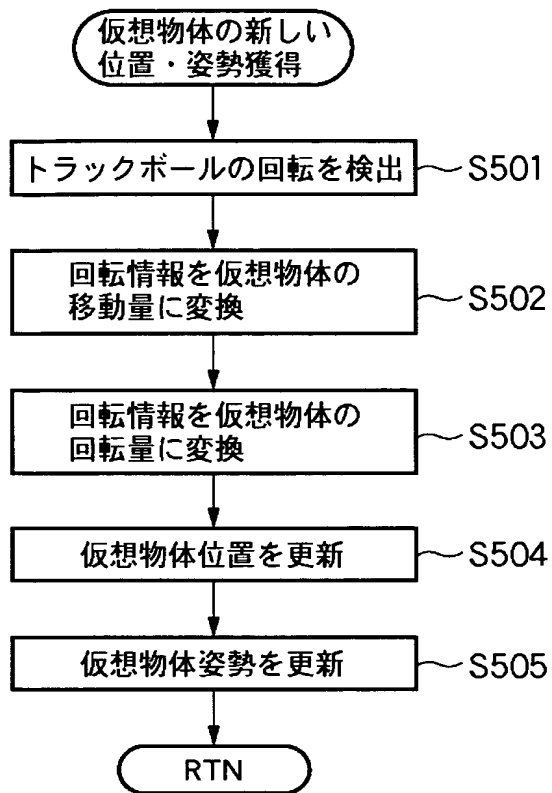 仮想物体の新しい
位置・姿勢獲得
トラックボールの回転を検出 S501
回転情報を仮想物体の
移動量に変換 S502
回転情報を仮想物体の
回転量に変換 S503
仮想物体位置を更新 S504
仮想物体姿勢を更新 S505
RTN